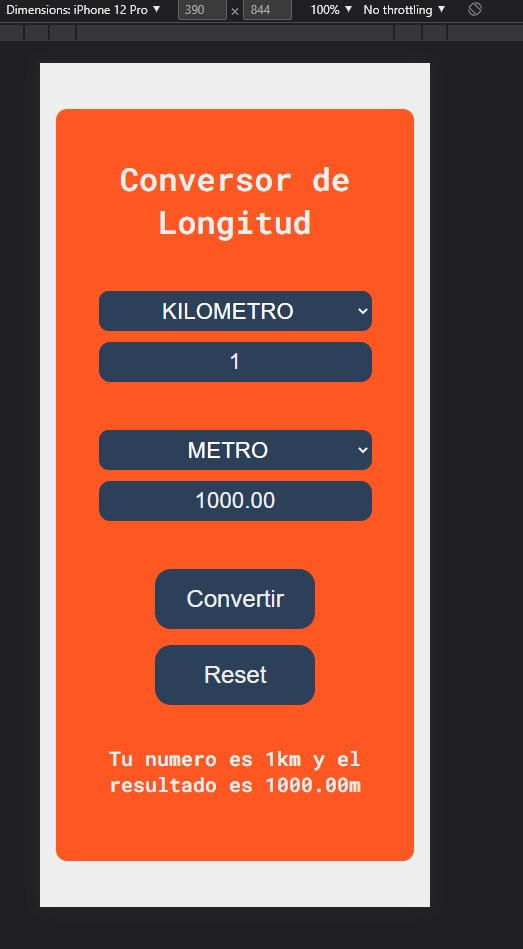 Dimensions: iPhone 12 Pro ▼ 390 × 844 100% ▼ No throttling ▼
Conversor de
Longitud
KILOMETRO
1
METRO
1000.00
Convertir
Reset
Tu numero es 1km y el
resultado es 1000.00m